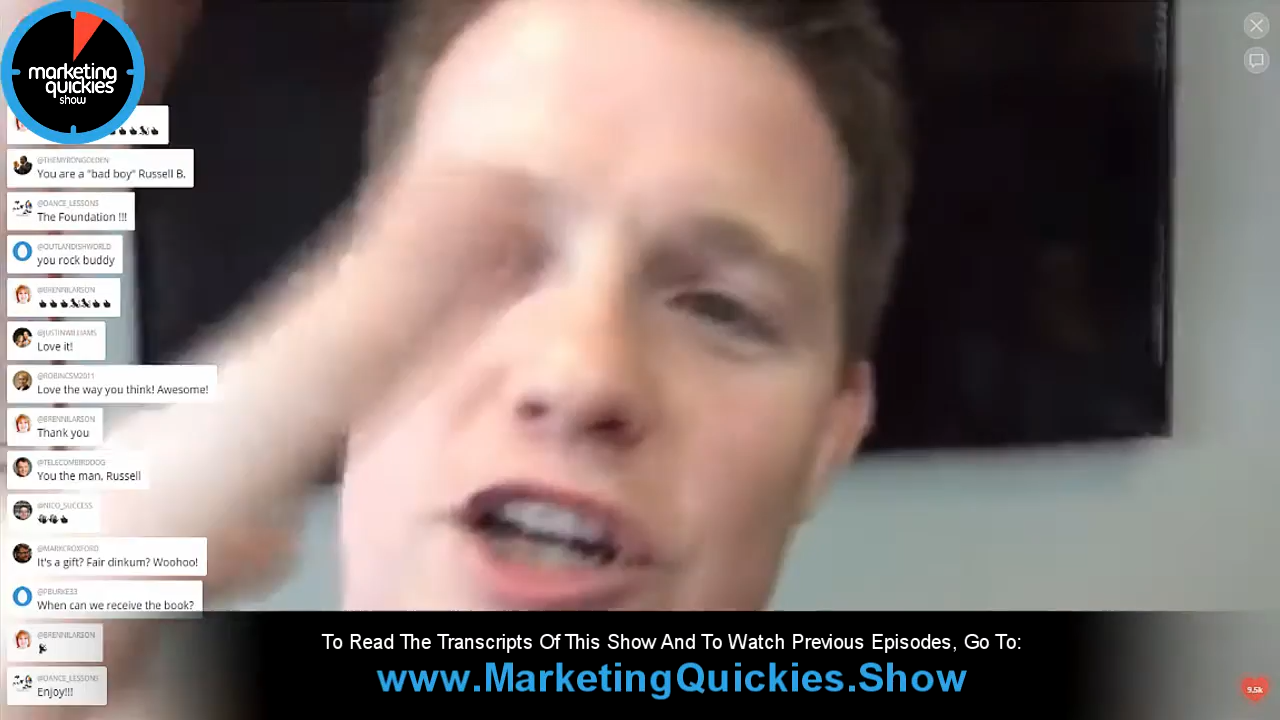 marketing
quickies
show
@THEMYRONGOLDEN
You are a "bad boy" Russell B.
@DANCE_LESSONS
The Foundation !!!
@OUTLANDISHWORLD
you rock buddy
@BRENNILARSON
@JUSTINWILLIAMS
Love it!
@ROBINCSM2011
Love the way you think! Awesome!
@BRENNILARSON
Thank you
@TELECOMBIRDDOG
You the man, Russell
@NICO_SUCCESS
@MARKCROXFORD
It's a gift? Fair dinkum? Woohoo!
@PBURKE33
When can we receive the book?
@BRENNILARSON
@DANCE_LESSONS
Enjoy!!!
To Read The Transcripts Of This Show And To Watch Previous Episodes, Go To:
www.MarketingQuickies.Show
9.5k